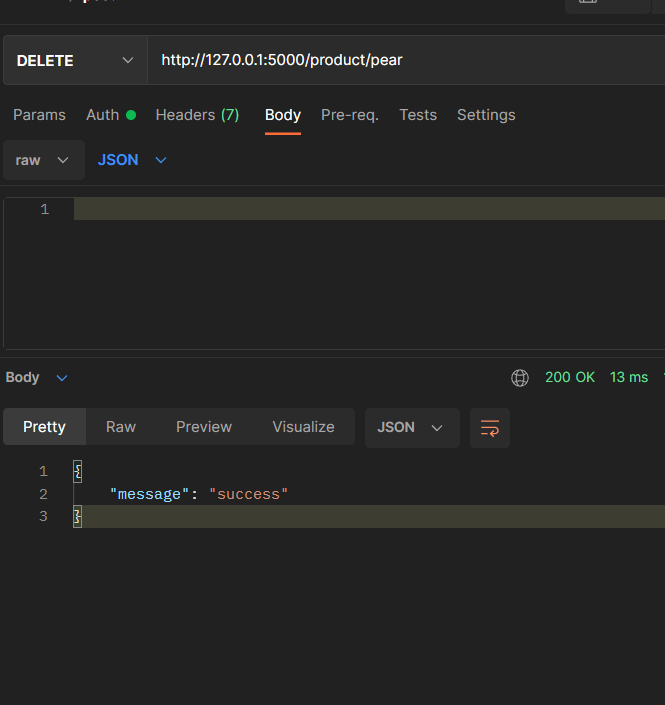 DELETE http://127.0.0.1:5000/product/pear
Params Auth Headers (7) Body Pre-req. Tests Settings
raw JSON
1
Body 200 OK 13 ms
Pretty Raw Preview Visualize JSON
1 {
2 "message": "success"
3 }